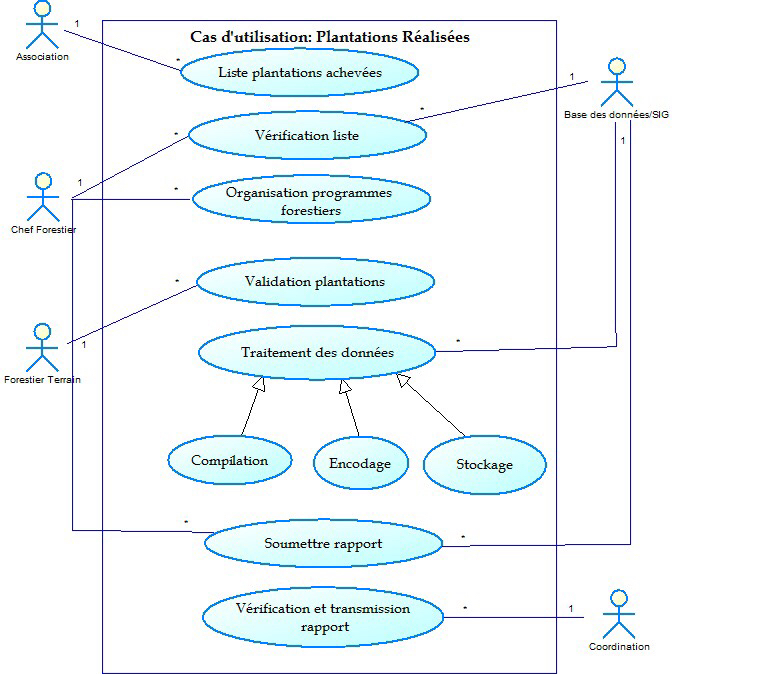 Cas d'utilisation: Plantations Réalisées
1
Association
*
Liste plantations achevées
1
*
Base des données/SIG
*
Vérification liste
1
1
*
Organisation programmes
forestiers
Chef Forestier
*
Validation plantations
1
Forestier Terrain
*
Traitement des données
Compilation
Encodage
Stockage
*
Soumettre rapport
*
Vérification et transmission
rapport
*
1
Coordination